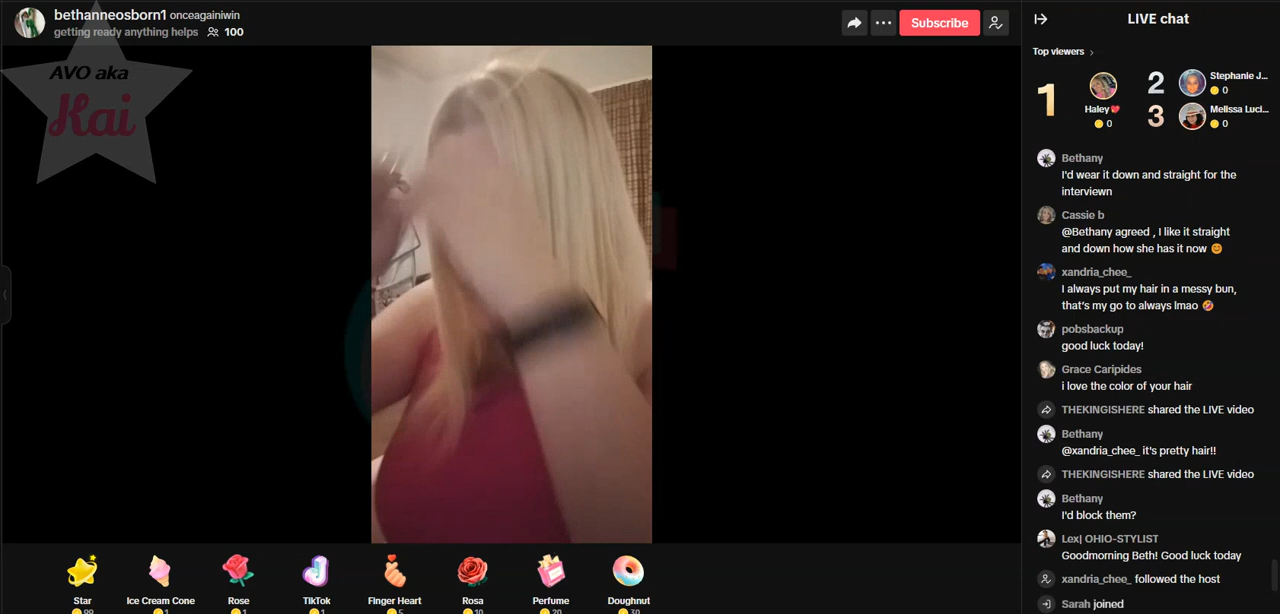 bethanneosborn1 onceagainiwin
getting ready anything helps 100
Subscribe
LIVE chat
AVO aka
Kai
Top viewers
1
Haley
0
2
Stephanie J...
0
3
Melissa Luci...
0
Bethany
I'd wear it down and straight for the
interviewn
Cassie b
@Bethany agreed , I like it straight
and down how she has it now 😊
xandria_chee_
I always put my hair in a messy bun,
that's my go to always lmao 🤣
pobsbackup
good luck today!
Grace Caripides
i love the color of your hair
THEKINGISHERE shared the LIVE video
Bethany
@xandria_chee_ it's pretty hair!!
THEKINGISHERE shared the LIVE video
Bethany
I'd block them?
Lex| OHIO-STYLIST
Goodmorning Beth! Good luck today
xandria_chee_ followed the host
Sarah joined
Star Ice Cream Cone Rose TikTok Finger Heart Rosa Perfume Doughnut
99 1 1 1 5 10 20 30